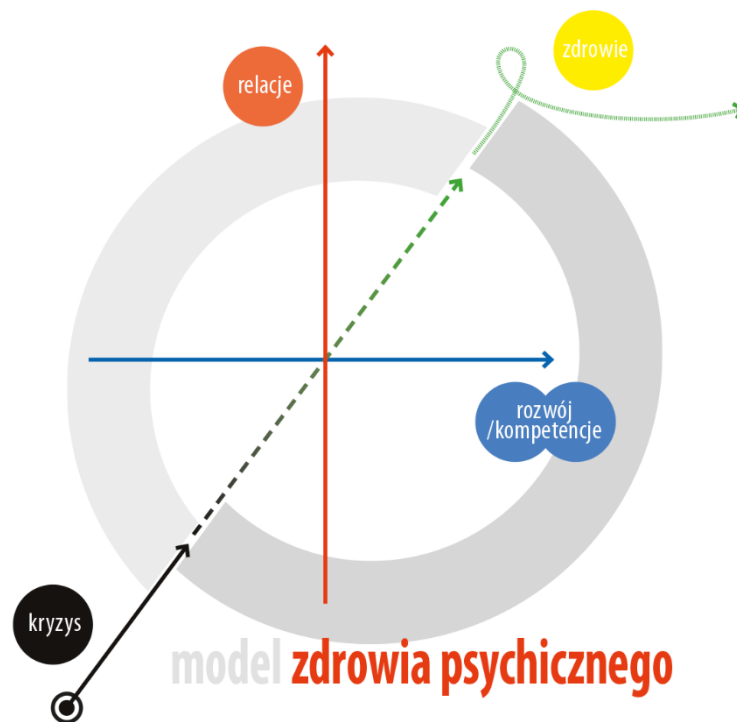 zdrowie
relacje
rozwój
/kompetencje
kryzys
model zdrowia psychicznego